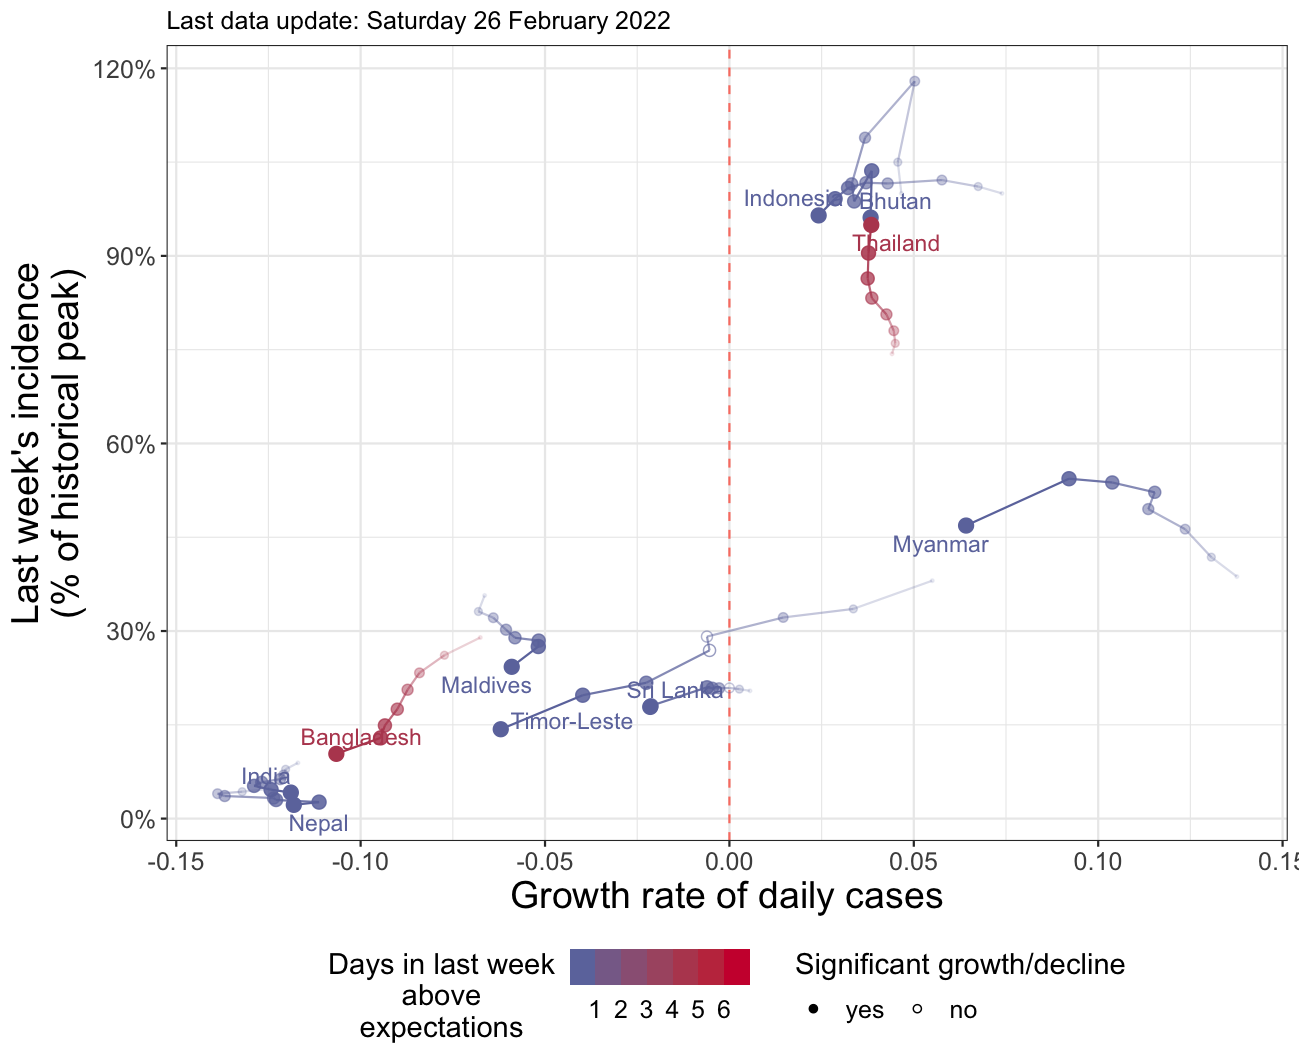 Last data update: Saturday 26 February 2022
Last week's incidence
(% of historical peak)
120%
90%
60%
30%
0%
Indonesia
Bhutan
Thailand
Myanmar
Maldives
Sri Lanka
Timor-Leste
Bangladesh
India
Nepal
-0.15 -0.10 -0.05 0.00 0.05 0.10 0.15
Growth rate of daily cases
Days in last week
above
expectations
1 2 3 4 5 6
Significant growth/decline
yes no